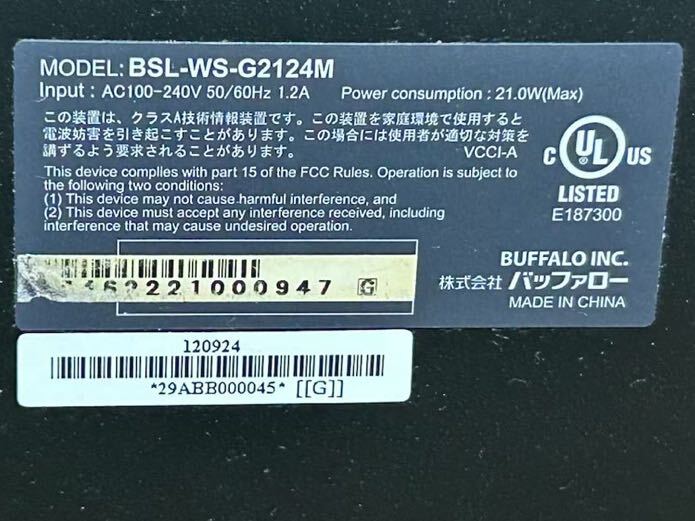 MODEL: BSL-WS-G2124M
Input : AC100-240V 50/60Hz 1.2A Power consumption : 21.0W(Max)
この装置は、クラスA技術情報装置です。この装置を家庭環境で使用すると
電波妨害を引き起こすことがあります。この場合には使用者が適切な対策を
講ずるよう要求されることがあります。 VCCI-A
This device complies with part 15 of the FCC Rules. Operation is subject to
the following two conditions:
(1) This device may not cause harmful interference, and
(2) This device must accept any interference received, including
interference that may cause undesired operation.
C UL US
LISTED
E187300
BUFFALO INC.
株式会社 バッファロー
MADE IN CHINA
162221000947 G
120924
*29ABB000045* [[G]]